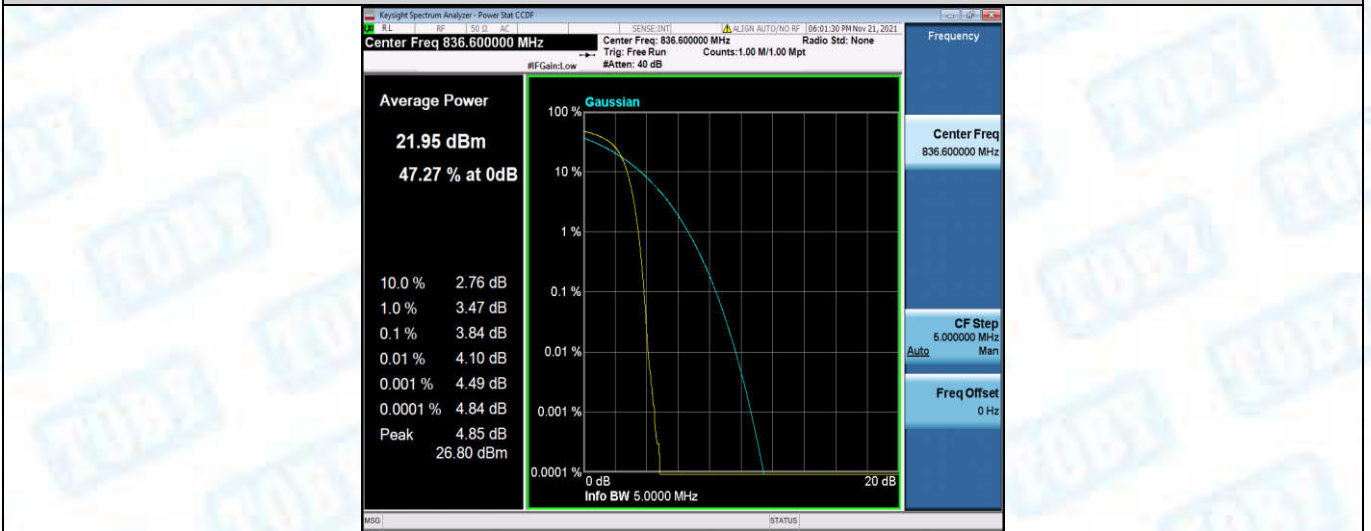 Keysight Spectrum Analyzer - Power Stat CCDF
RL RF 50 Ω AC SENSE:INT ALIGN AUTO/NO RF 06:01:30 PM Nov 21, 2021
Center Freq 836.600000 MHz
Center Freq: 836.600000 MHz Radio Std: None
Trig: Free Run Counts:1.00 M/1.00 Mpt
#IFGain:Low #Atten: 40 dB
Frequency
Average Power
21.95 dBm
47.27 % at 0dB
10.0 % 2.76 dB
1.0 % 3.47 dB
0.1 % 3.84 dB
0.01 % 4.10 dB
0.001 % 4.49 dB
0.0001 % 4.84 dB
Peak 4.85 dB
26.80 dBm
Gaussian
100 %
10 %
1 %
0.1 %
0.01 %
0.001 %
0.0001 %
0 dB 20 dB
Info BW 5.0000 MHz
Center Freq
836.600000 MHz
CF Step
5.000000 MHz
Auto Man
Freq Offset
0 Hz
MSG STATUS